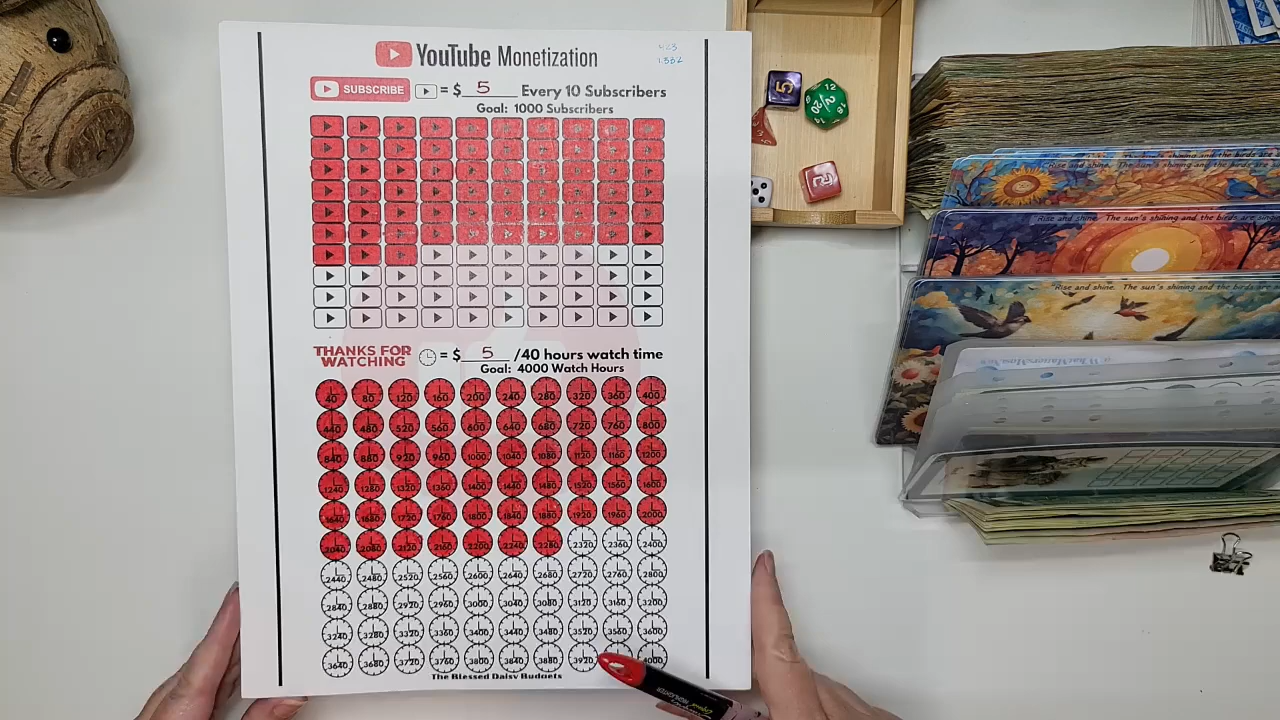 YouTube Monetization
SUBSCRIBE = $ 5 Every 10 Subscribers
Goal: 1000 Subscribers
THANKS FOR WATCHING = $ 5 /40 hours watch time
Goal: 4000 Watch Hours
40 80 120 160 200 240 280 320 360 400
440 480 520 560 600 640 680 720 760 800
840 880 920 960 1000 1040 1080 1120 1160 1200
1240 1280 1320 1360 1400 1440 1480 1520 1560 1600
1640 1680 1720 1760 1800 1840 1880 1920 1960 2000
2040 2080 2120 2160 2200 2240 2280 2320 2360 2400
2440 2480 2520 2560 2600 2640 2680 2720 2760 2800
2840 2880 2920 2960 3000 3040 3080 3120 3160 3200
3240 3280 3320 3360 3400 3440 3480 3520 3560 3600
3640 3680 3720 3760 3800 3840 3880 3920 4000
The Blessed Daisy Budgets
5
12
20
2
"Rise and shine. The sun's shining and the birds are
"Rise and shine. The sun's shining and the birds are sing
"Rise and shine. The sun's shining and the birds are